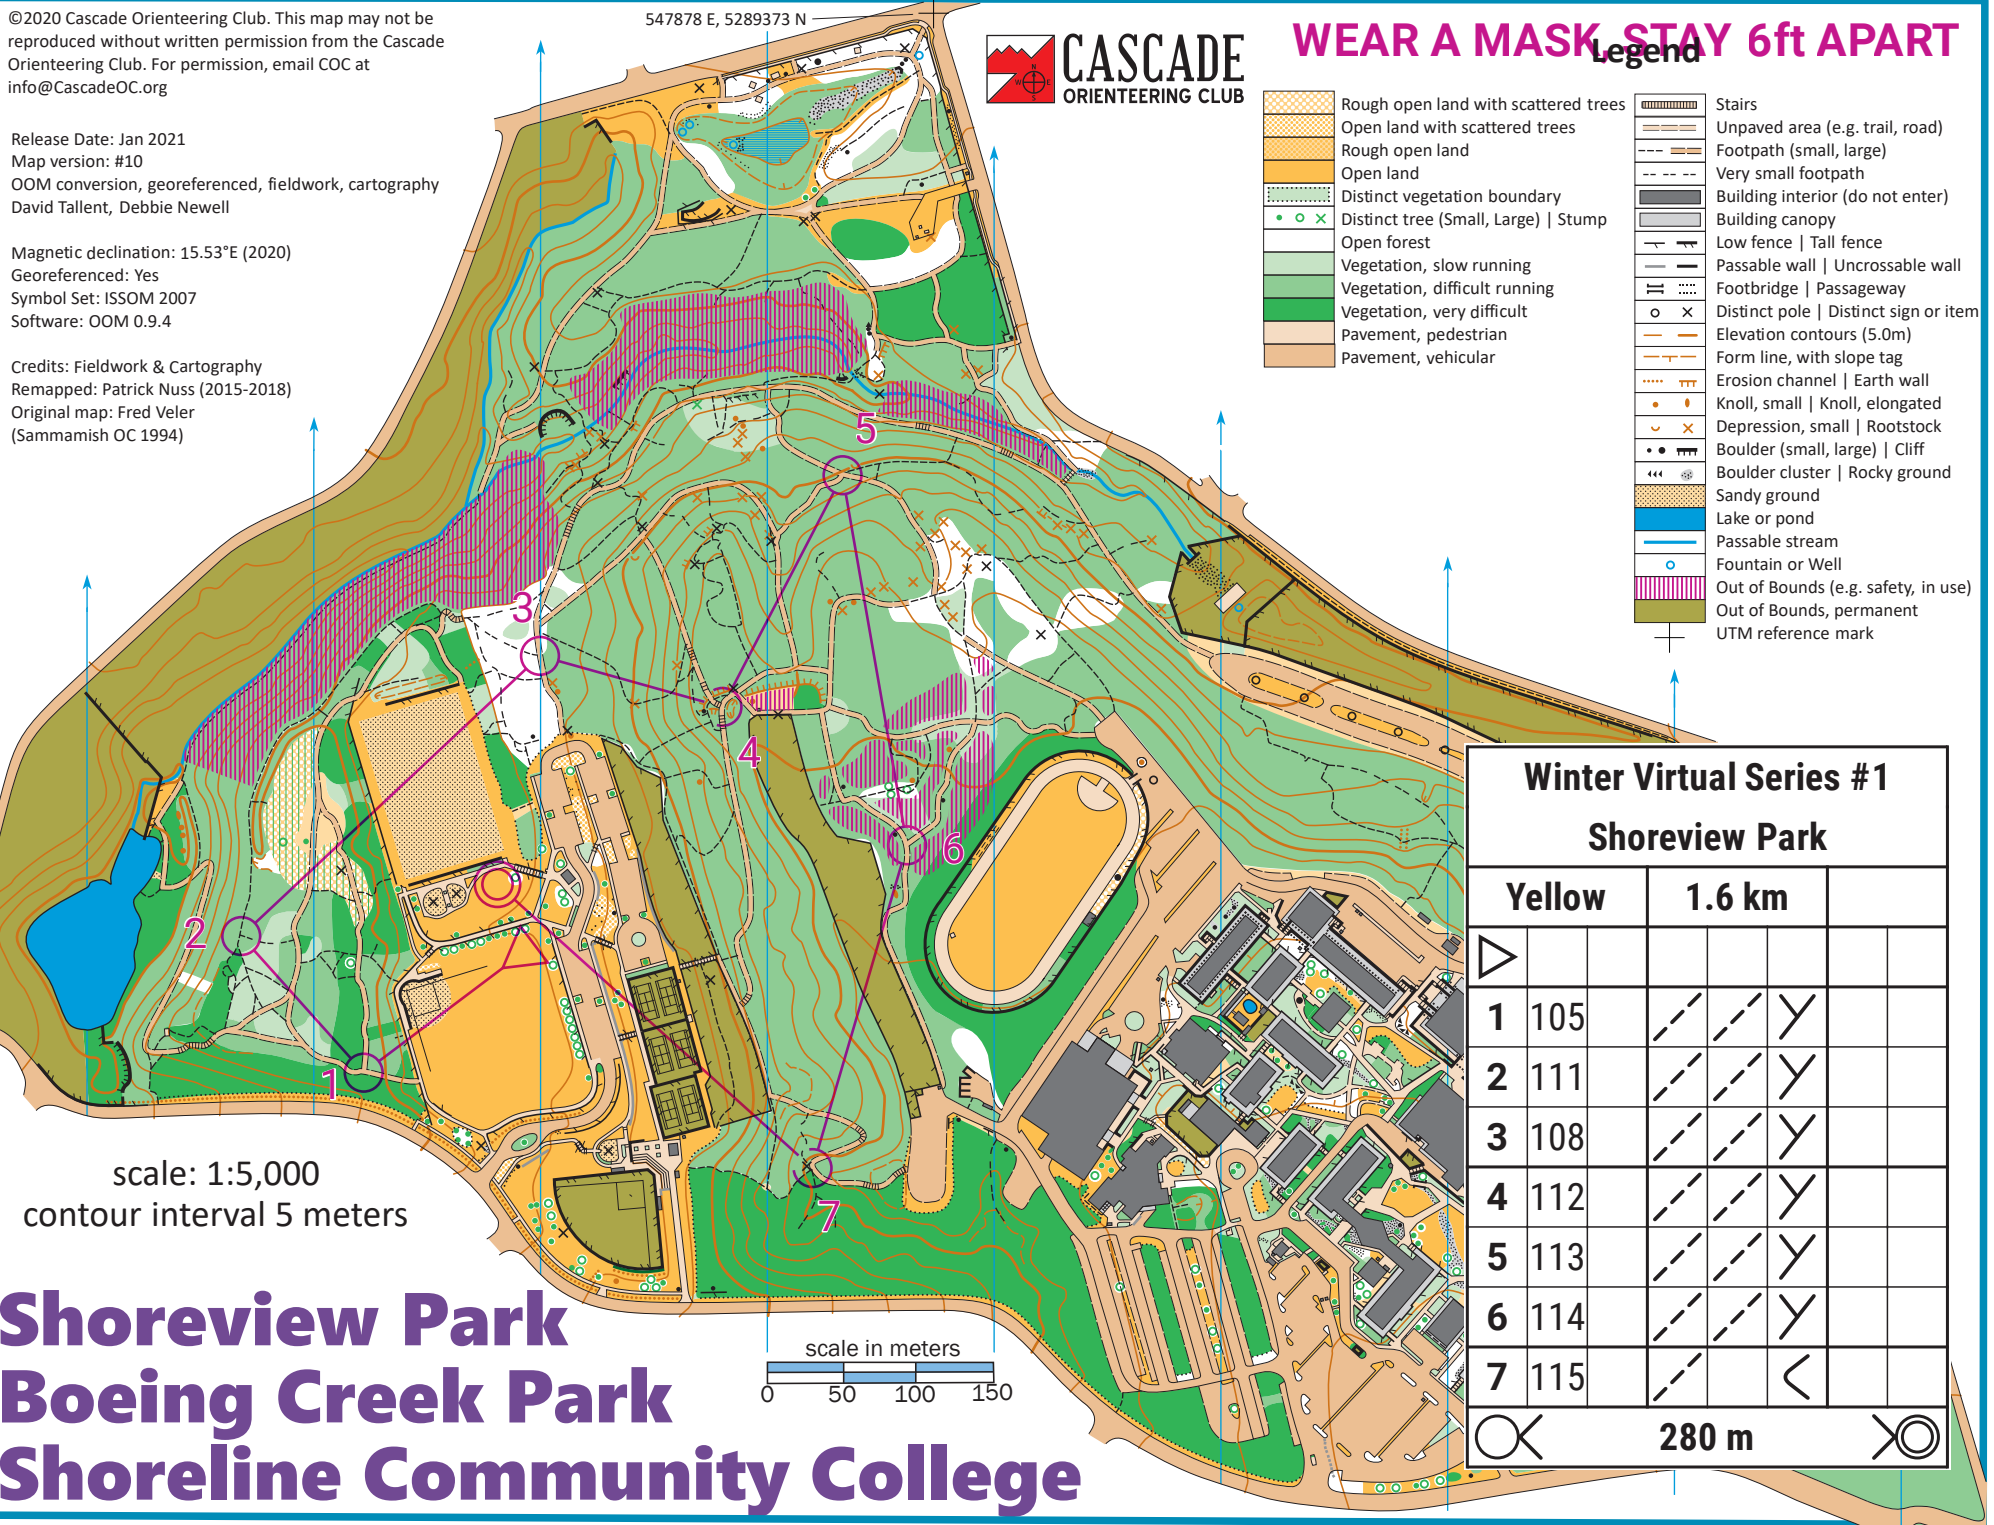 ©2020 Cascade Orienteering Club. This map may not be
reproduced without written permission from the Cascade
Orienteering Club. For permission, email COC at
info@CascadeOC.org
Release Date: Jan 2021
Map version: #10
OOM conversion, georeferenced, fieldwork, cartography
David Tallent, Debbie Newell
Magnetic declination: 15.53°E (2020)
Georeferenced: Yes
Symbol Set: ISSOM 2007
Software: OOM 0.9.4
Credits: Fieldwork & Cartography
Remapped: Patrick Nuss (2015-2018)
Original map: Fred Veler
(Sammamish OC 1994)
547878 E, 5289373 N
N
W E
S
CASCADE
ORIENTEERING CLUB
WEAR A MASK, STAY 6ft APART
Legend
Rough open land with scattered trees
Open land with scattered trees
Rough open land
Open land
Distinct vegetation boundary
Distinct tree (Small, Large) | Stump
Open forest
Vegetation, slow running
Vegetation, difficult running
Vegetation, very difficult
Pavement, pedestrian
Pavement, vehicular
Stairs
Unpaved area (e.g. trail, road)
Footpath (small, large)
Very small footpath
Building interior (do not enter)
Building canopy
Low fence | Tall fence
Passable wall | Uncrossable wall
Footbridge | Passageway
Distinct pole | Distinct sign or item
Elevation contours (5.0m)
Form line, with slope tag
Erosion channel | Earth wall
Knoll, small | Knoll, elongated
Depression, small | Rootstock
Boulder (small, large) | Cliff
Boulder cluster | Rocky ground
Sandy ground
Lake or pond
Passable stream
Fountain or Well
Out of Bounds (e.g. safety, in use)
Out of Bounds, permanent
UTM reference mark
5
3
4
6
2
1
7
Winter Virtual Series #1
Shoreview Park
Yellow 1.6 km
1 105
2 111
3 108
4 112
5 113
6 114
7 115
280 m
scale: 1:5,000
contour interval 5 meters
scale in meters
0 50 100 150
Shoreview Park
Boeing Creek Park
Shoreline Community College